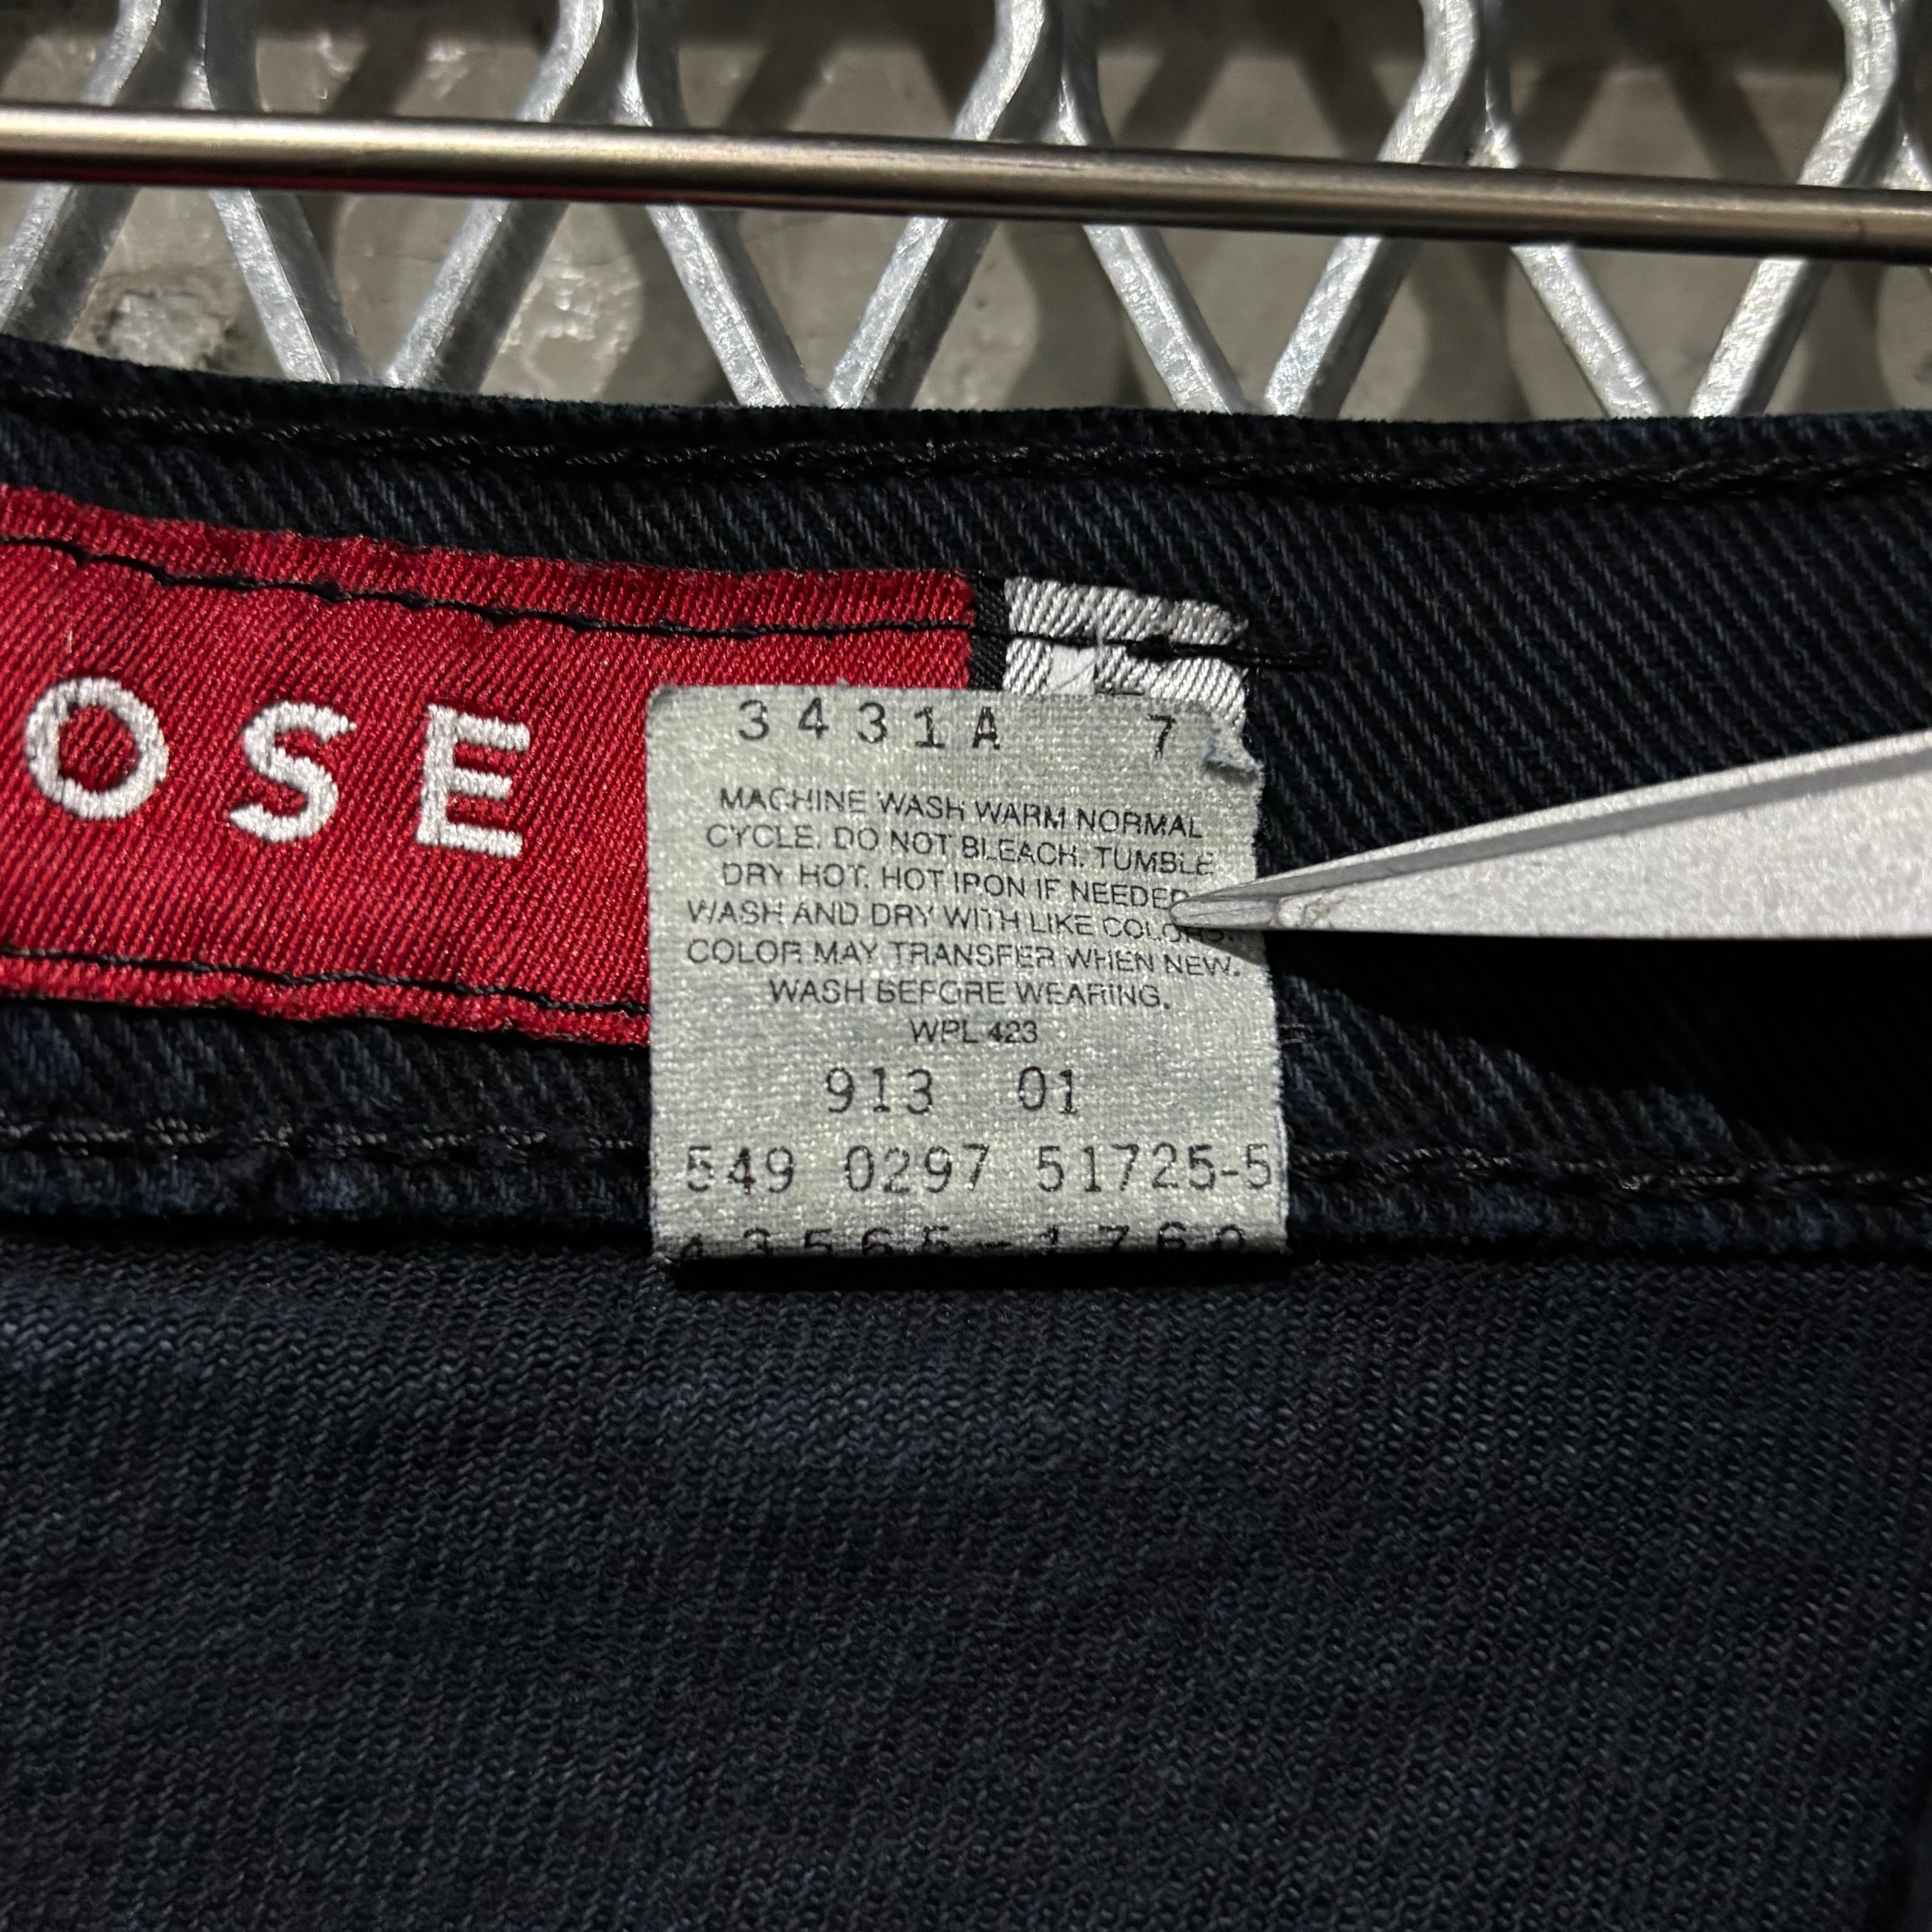 OSE
3431A 7
MACHINE WASH WARM NORMAL
CYCLE. DO NOT BLEACH. TUMBLE
DRY HOT. HOT IRON IF NEEDED
WASH AND DRY WITH LIKE COLORS.
COLOR MAY TRANSFER WHEN NEW.
WASH BEFORE WEARING.
WPL 423
913 01
549 0297 51725-5